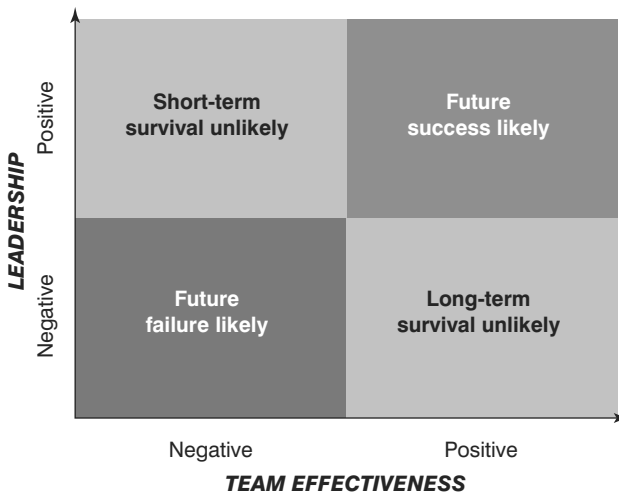 LEADERSHIP
Positive
Negative
Short-term
survival unlikely
Future
success likely
Future
failure likely
Long-term
survival unlikely
Negative
Positive
TEAM EFFECTIVENESS